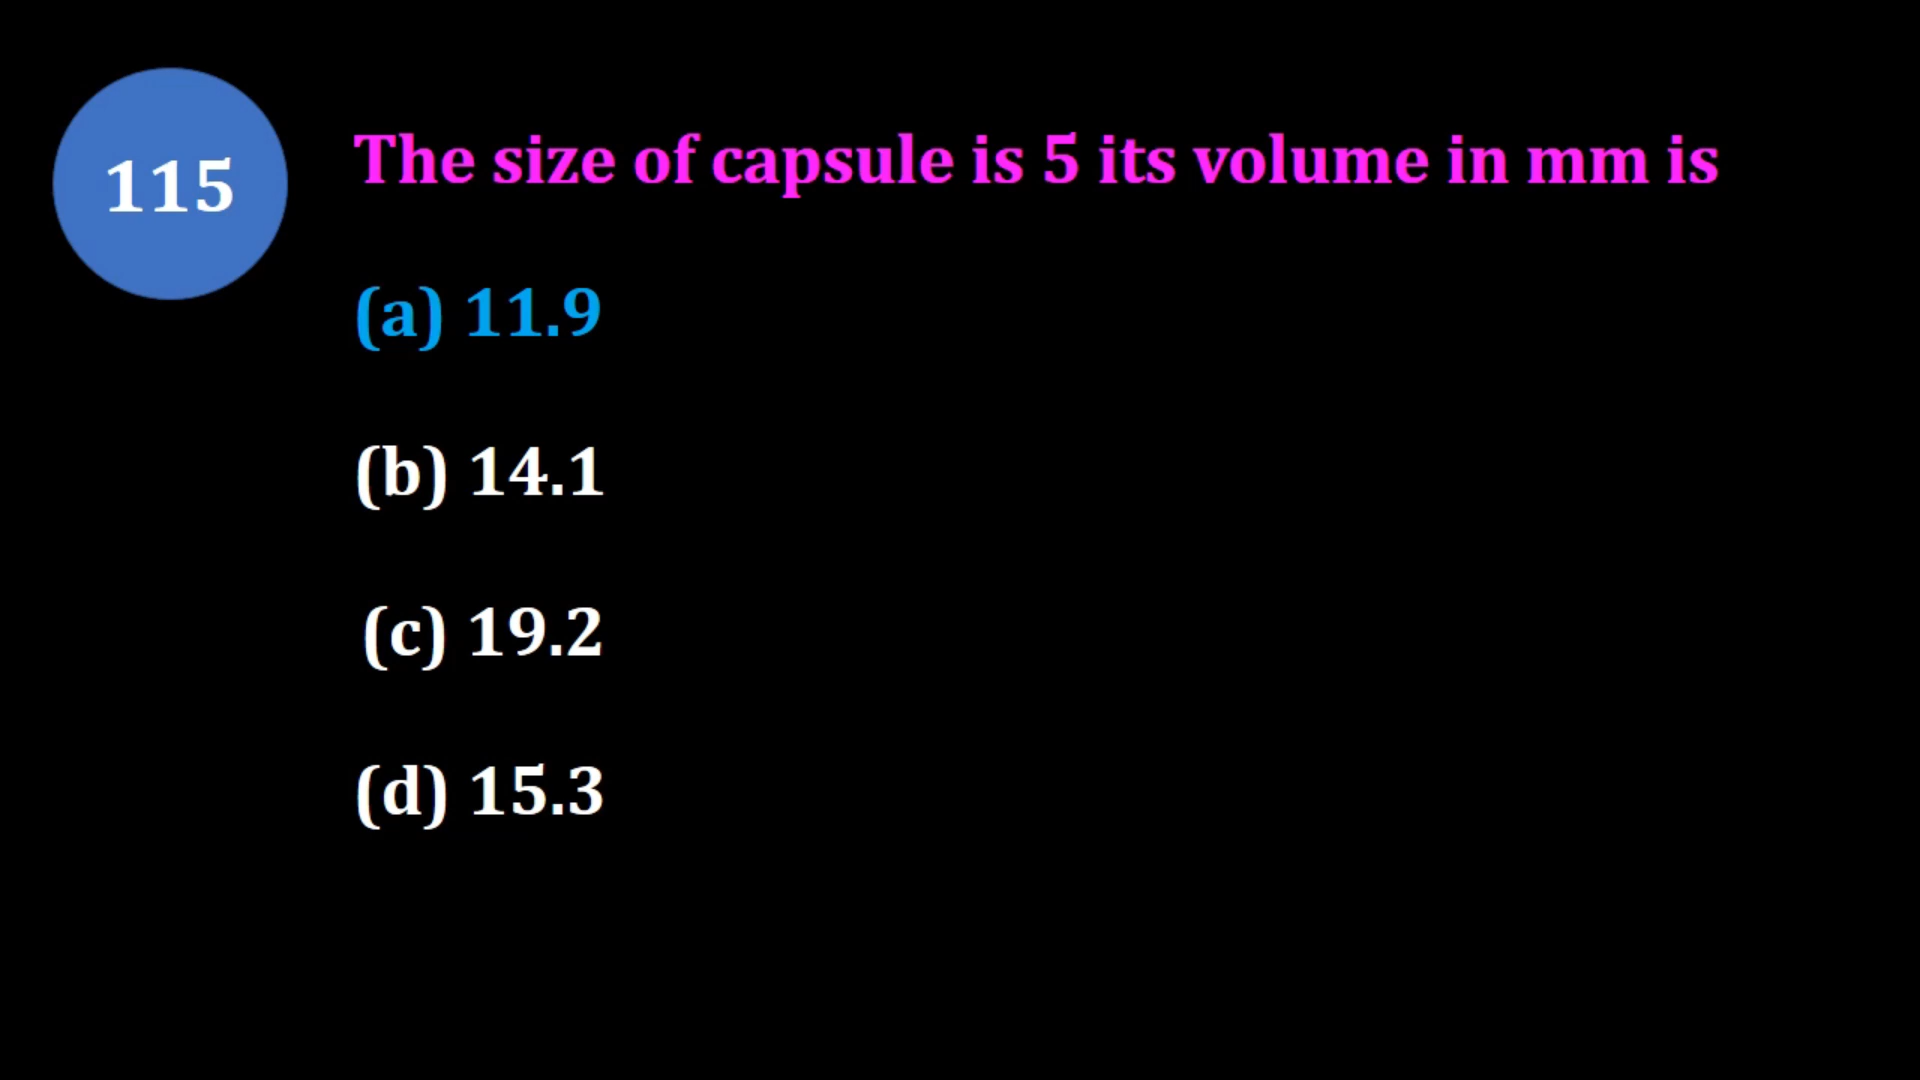 115
The size of capsule is 5 its volume in mm is
(a) 11.9
(b) 14.1
(c) 19.2
(d) 15.3